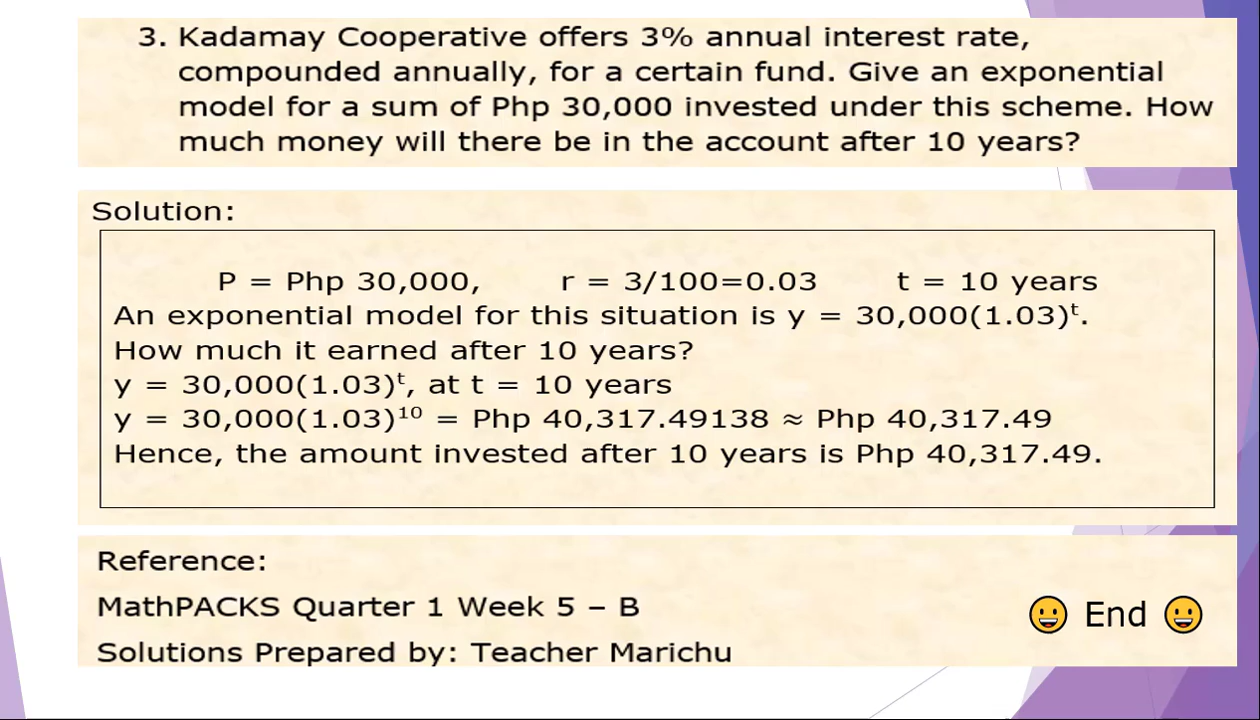 3. Kadamay Cooperative offers 3% annual interest rate,
compounded annually, for a certain fund. Give an exponential
model for a sum of Php 30,000 invested under this scheme. How
much money will there be in the account after 10 years?
Solution:
P = Php 30,000, r = 3/100=0.03 t = 10 years
An exponential model for this situation is y = 30,000(1.03)ᵗ.
How much it earned after 10 years?
y = 30,000(1.03)ᵗ, at t = 10 years
y = 30,000(1.03)¹⁰ = Php 40,317.49138 ≈ Php 40,317.49
Hence, the amount invested after 10 years is Php 40,317.49.
Reference:
MathPACKS Quarter 1 Week 5 – B
Solutions Prepared by: Teacher Marichu
😀 End 😀